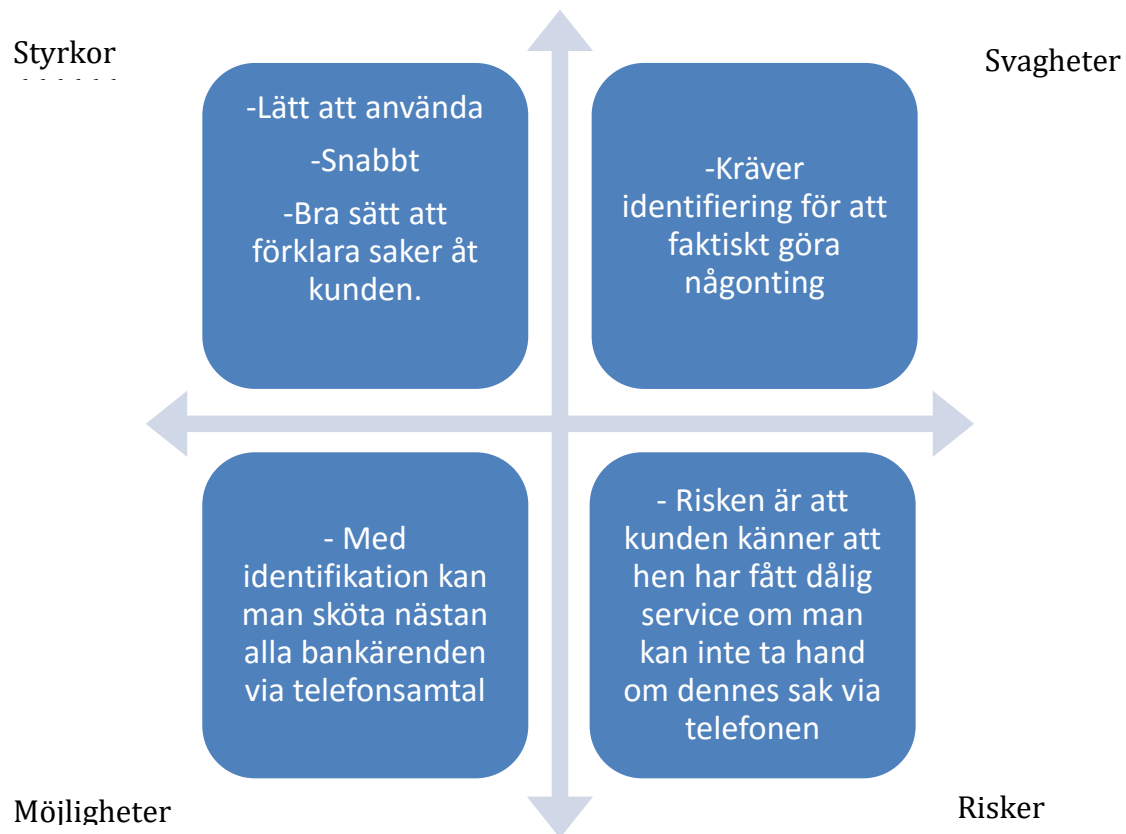 Styrkor
Svagheter
-Lätt att använda
-Snabbt
-Bra sätt att
förklara saker åt
kunden.
-Kräver
identifiering för att
faktiskt göra
någonting
- Med
identifikation kan
man sköta nästan
alla bankärenden
via telefonsamtal
- Risken är att
kunden känner att
hen har fått dålig
service om man
kan inte ta hand
om dennes sak via
telefonen
Möjligheter
Risker